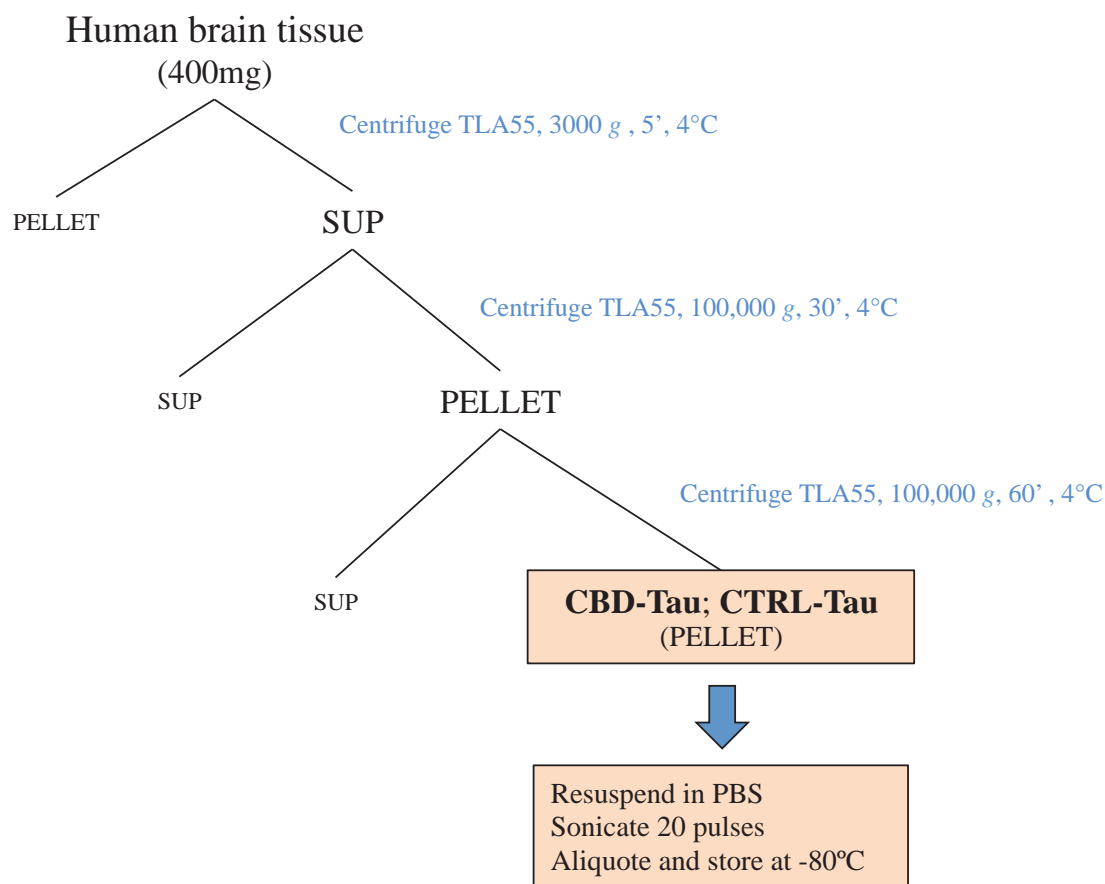 Human brain tissue
(400mg)
Centrifuge TLA55, 3000 g , 5’, 4°C
PELLET
SUP
Centrifuge TLA55, 100,000 g, 30’, 4°C
SUP
PELLET
Centrifuge TLA55, 100,000 g, 60’ , 4°C
SUP
CBD-Tau; CTRL-Tau
(PELLET)
Resuspend in PBS
Sonicate 20 pulses
Aliquote and store at -80ºC